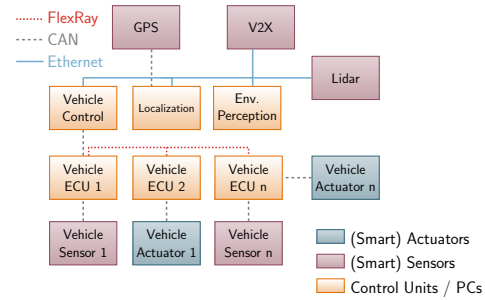 FlexRay
CAN
Ethernet
GPS
V2X
Lidar
Vehicle
Control
Localization
Env.
Perception
Vehicle
ECU 1
Vehicle
ECU 2
Vehicle
ECU n
Vehicle
Actuator n
Vehicle
Sensor 1
Vehicle
Actuator 1
Vehicle
Sensor n
(Smart) Actuators
(Smart) Sensors
Control Units / PCs